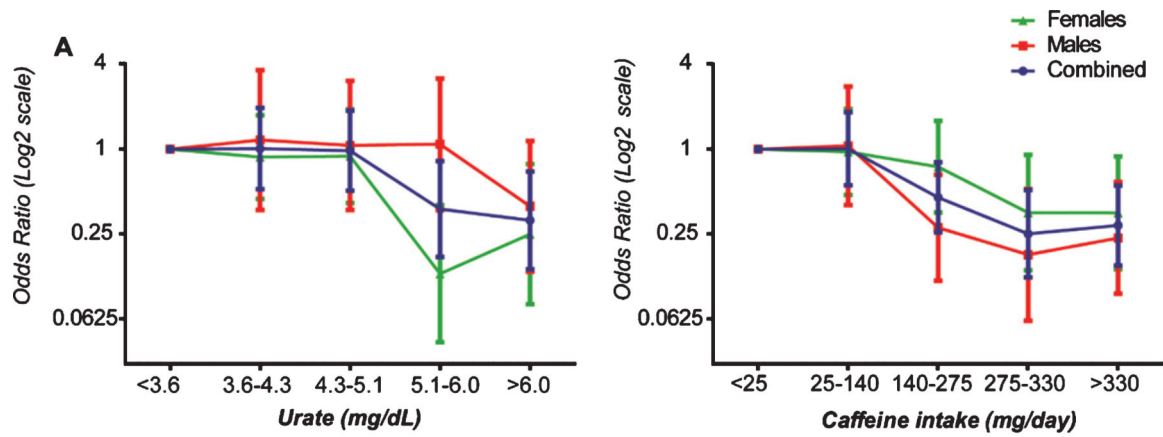 A
Females
Males
Combined
Odds Ratio (Log2 scale)
4
1
0.25
0.0625
<3.6
3.6-4.3
4.3-5.1
5.1-6.0
>6.0
Urate (mg/dL)
Odds Ratio (Log2 scale)
4
1
0.25
0.0625
<25
25-140
140-275
275-330
>330
Caffeine intake (mg/day)